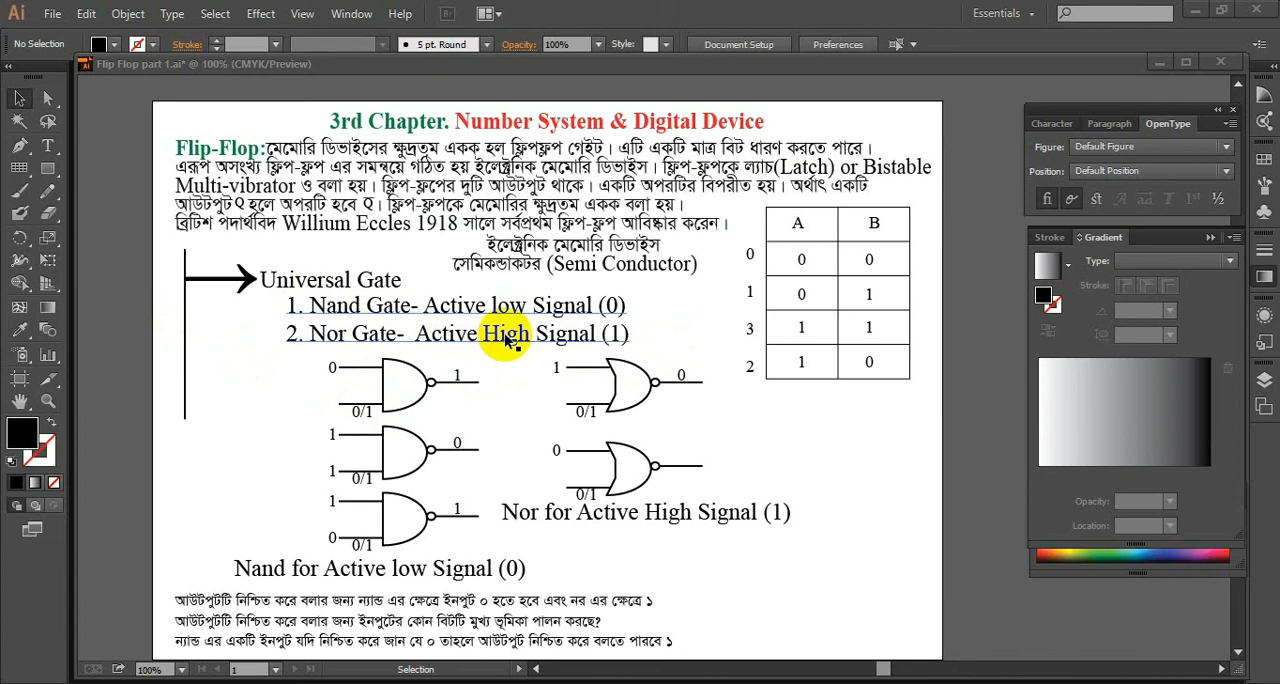 Ai File Edit Object Type Select Effect View Window Help Br Essentials
No Selection Stroke: 5 pt. Round Opacity: 100% Style: Document Setup Preferences
Flip Flop part 1.ai* @ 100% (CMYK/Preview)
3rd Chapter. Number System & Digital Device
Flip-Flop:মেমোরি ডিভাইসের ক্ষুদ্রতম একক হল ফ্লিপফ্লপ গেইট। এটি একটি মাত্র বিট ধারণ করতে পারে।
এরূপ অসংখ্য ফ্লিপ-ফ্লপ এর সমন্বয়ে গঠিত হয় ইলেক্ট্রনিক মেমোরি ডিভাইস। ফ্লিপ-ফ্লপকে ল্যাচ(Latch) or Bistable
Multi-vibrator ও বলা হয়। ফ্লিপ-ফ্লপের দুটি আউটপুট থাকে। একটি অপরটির বিপরীত হয়। অর্থাৎ একটি
আউটপুট Q হলে অপরটি হবে Q। ফ্লিপ-ফ্লপকে মেমোরির ক্ষুদ্রতম একক বলা হয়।
ব্রিটিশ পদার্থবিদ Willium Eccles 1918 সালে সর্বপ্রথম ফ্লিপ-ফ্লপ আবিষ্কার করেন।
ইলেক্ট্রনিক মেমোরি ডিভাইস
সেমিকন্ডাকটর (Semi Conductor)
Universal Gate
1. Nand Gate- Active low Signal (0)
2. Nor Gate- Active High Signal (1)
A B
0 0 0
1 0 1
3 1 1
2 1 0
0 1
0/1
1 0
0/1
1 0
1 0/1
0
0/1
1 1
0 0/1
Nor for Active High Signal (1)
Nand for Active low Signal (0)
আউটপুটটি নিশ্চিত করে বলার জন্য ন্যান্ড এর ক্ষেত্রে ইনপুট ০ হতে হবে এবং নর এর ক্ষেত্রে ১
আউটপুটটি নিশ্চিত করে বলার জন্য ইনপুটের কোন বিটটি মুখ্য ভূমিকা পালন করছে?
ন্যান্ড এর একটি ইনপুট যদি নিশ্চিত করে জান যে ০ তাহলে আউটপুট নিশ্চিত করে বলতে পারবে ১
Character Paragraph OpenType
Figure: Default Figure
Position: Default Position
Stroke Gradient
Type:
Stroke:
Opacity:
Location:
100% 1 Selection